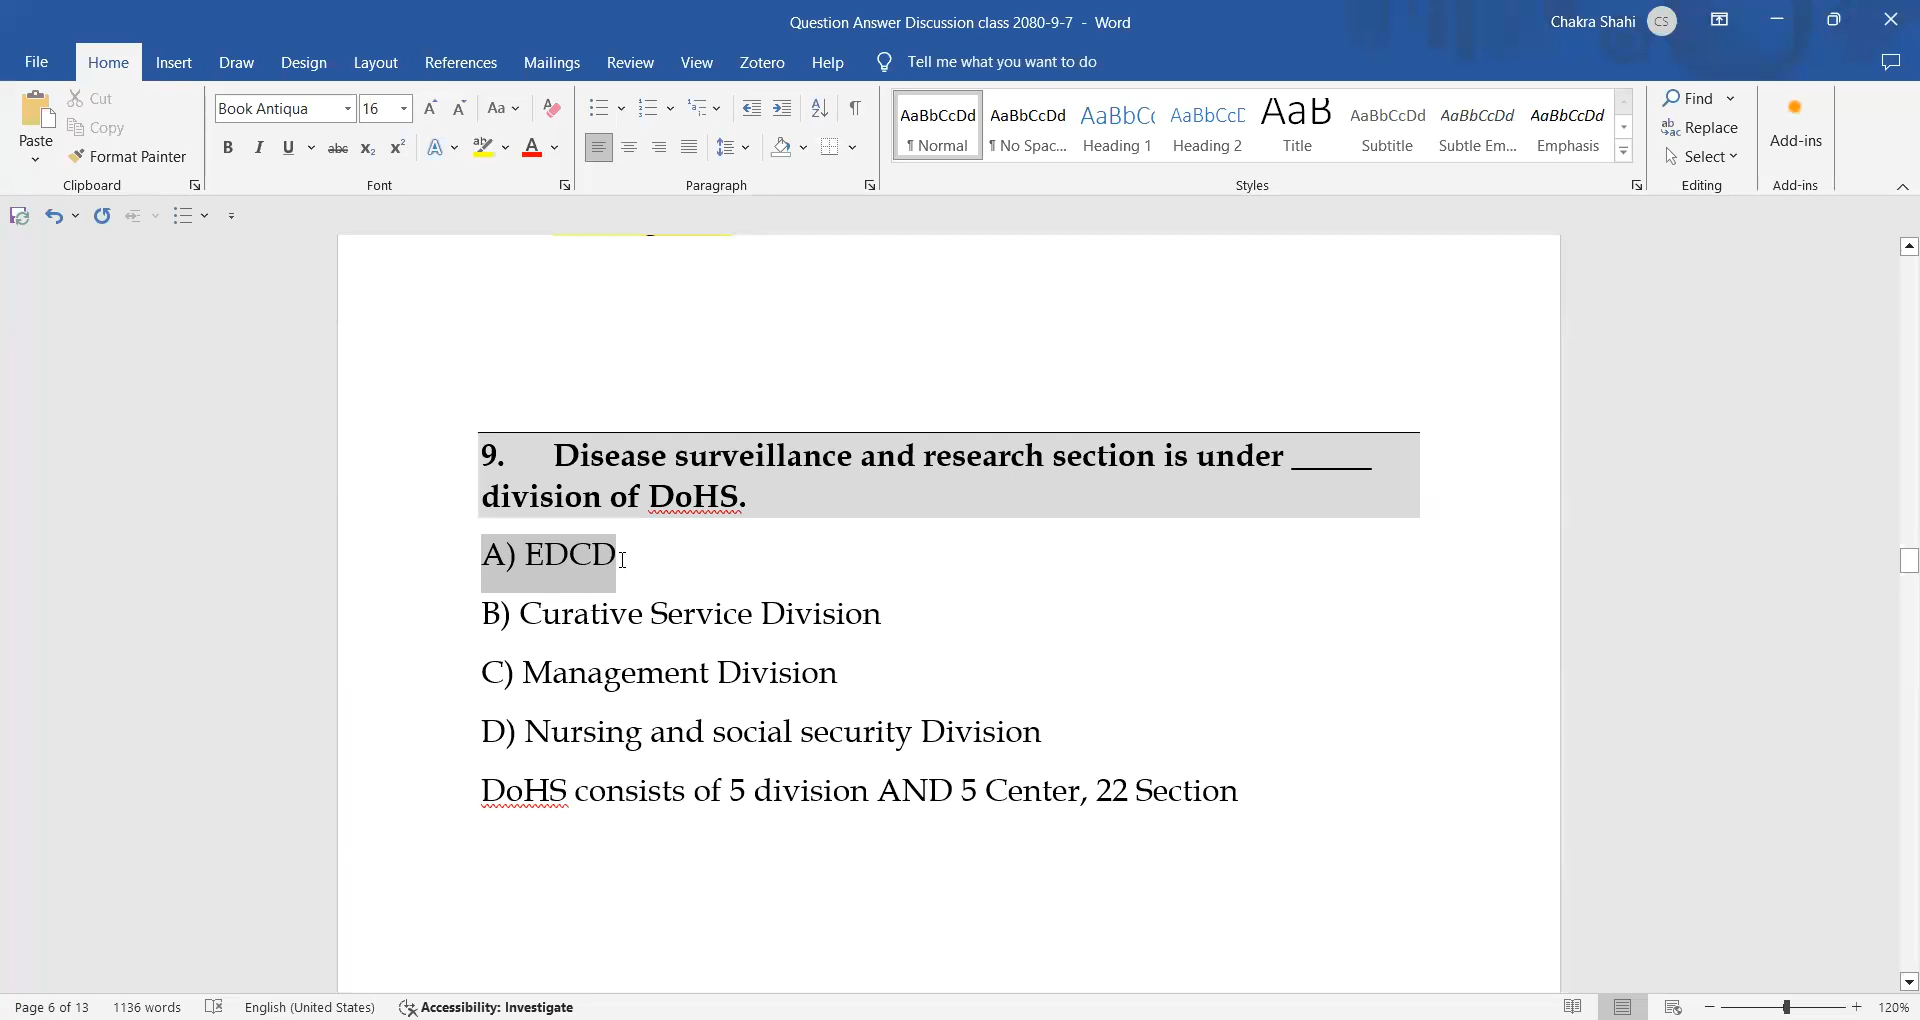 Question Answer Discussion class 2080-9-7 - Word
Chakra Shahi CS
File Home Insert Draw Design Layout References Mailings Review View Zotero Help Tell me what you want to do
Paste
Cut
Copy
Format Painter
Clipboard
Book Antiqua 16
Font
Paragraph
AaBbCcDd AaBbCcDd AaBbCc AaBbCcD AaB AaBbCcDd AaBbCcDd AaBbCcDd
¶ Normal ¶ No Spac... Heading 1 Heading 2 Title Subtitle Subtle Em... Emphasis
Styles
Find
Replace
Select
Editing
Add-ins
Add-ins
9. Disease surveillance and research section is under _____
division of DoHS.
A) EDCD
B) Curative Service Division
C) Management Division
D) Nursing and social security Division
DoHS consists of 5 division AND 5 Center, 22 Section
Page 6 of 13 1136 words English (United States) Accessibility: Investigate 120%